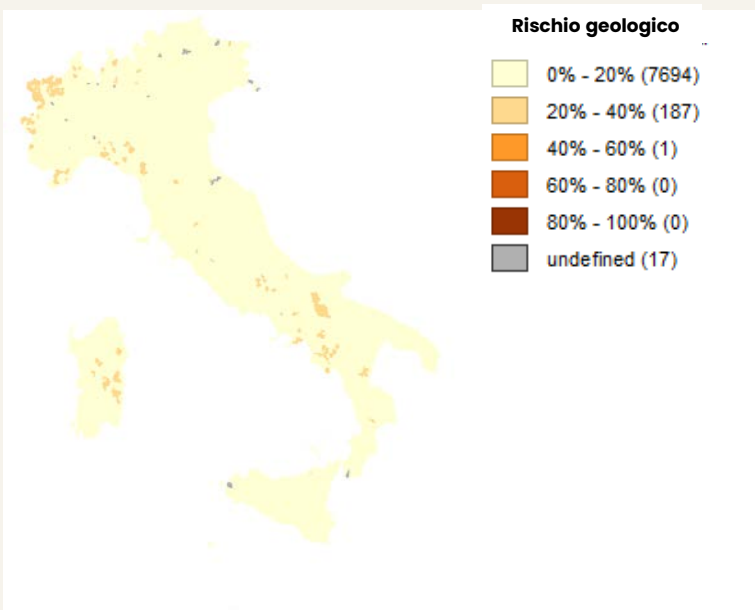 Rischio geologico
0% - 20% (7694)
20% - 40% (187)
40% - 60% (1)
60% - 80% (0)
80% - 100% (0)
undefined (17)